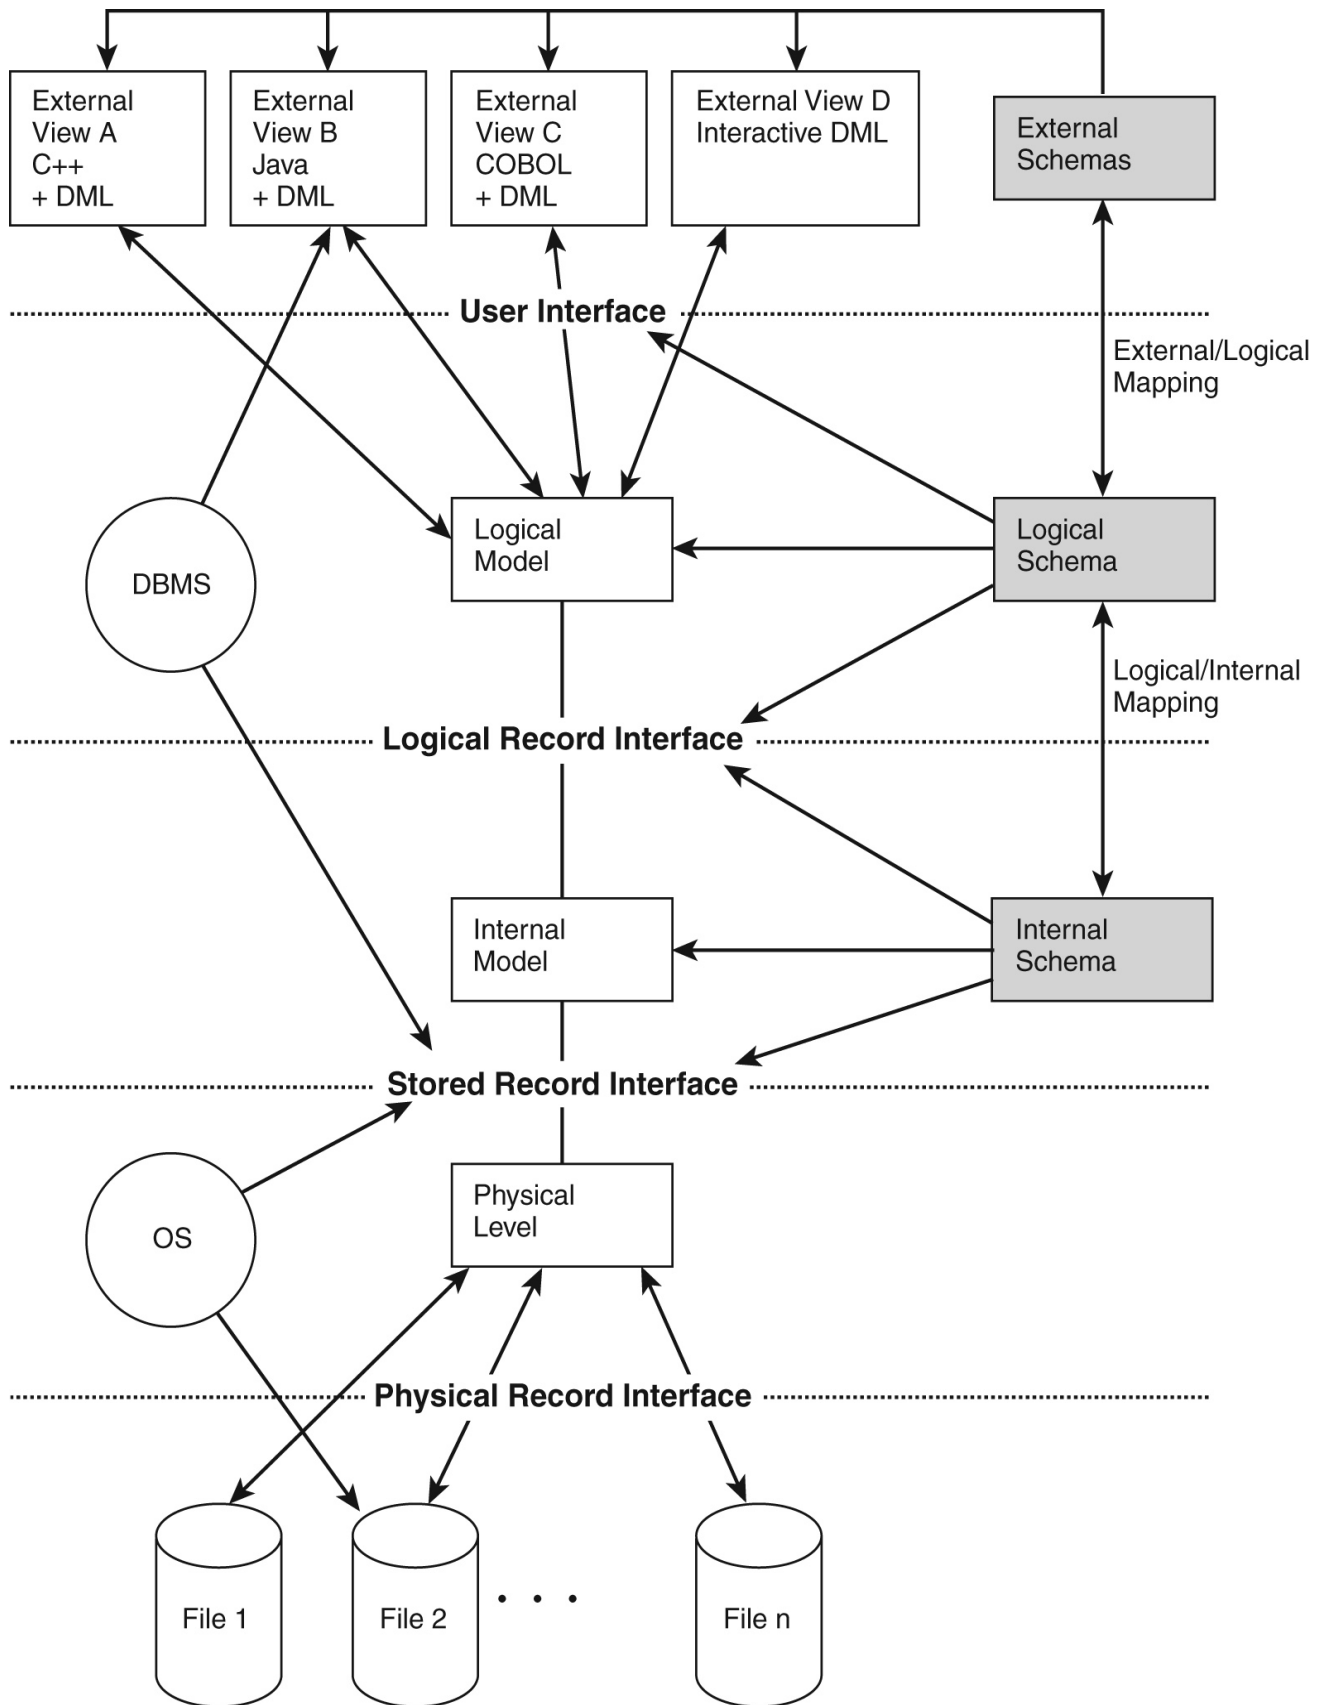 External
View A
C++
+ DML
External
View B
Java
+ DML
External
View C
COBOL
+ DML
External View D
Interactive DML
External
Schemas
User Interface
External/Logical
Mapping
DBMS
Logical
Model
Logical
Schema
Logical/Internal
Mapping
Logical Record Interface
Internal
Model
Internal
Schema
Stored Record Interface
OS
Physical
Level
Physical Record Interface
File 1
File 2
. . .
File n